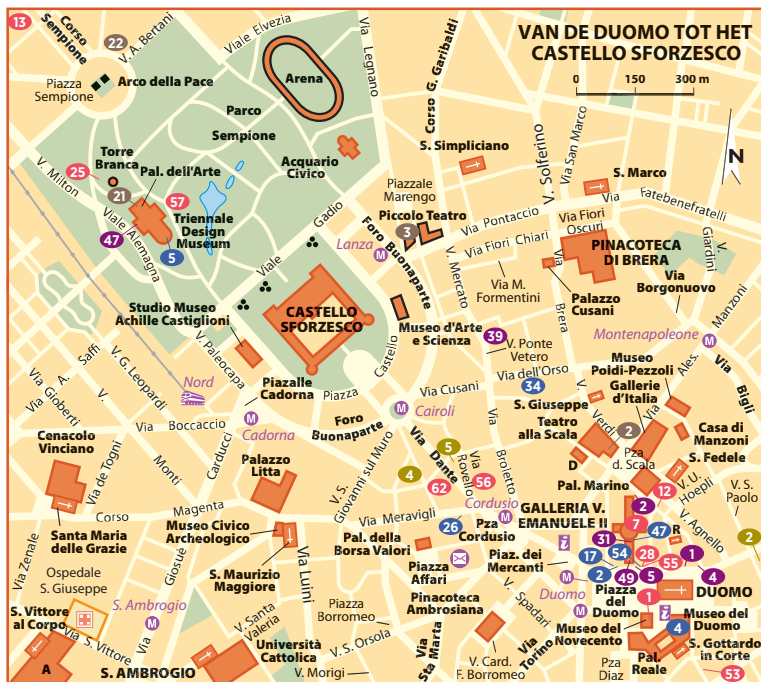 VAN DE DUOMO TOT HET
CASTELLO SFORZESCO
0 150 300 m
N
13
Corso
Sempione
22
V. A. Bertani
Viale Elvezia
Via
Legnano
Corso G. Garibaldi
Piazza
Sempione
Arco della Pace
Arena
Parco
Sempione
S. Simpliciano
V. Solferino
Via San Marco
S. Marco
Torre
Branca
Pal. dell'Arte
Acquario
Civico
25
21
57
47
5
V. Milton
Viale Alemagna
Triennale
Design
Museum
Viale Gadio
Piazzale
Marengo
Piccolo Teatro
3
Lanza
M
Foro Buonaparte
Via Pontaccio
Via Fatebenefratelli
Via Fiori
Oscuri
Via Fiori Chiari
V. Mercato
Via M.
Formentini
PINACOTECA
DI BRERA
V.
Giardini
Via
Borgonuovo
Via
Brera
Palazzo
Cusani
CASTELLO
SFORZESCO
Studio Museo
Achille Castiglioni
Museo d'Arte
e Scienza
39
V. Ponte
Vetero
Montenapoleone
M
Manzoni
Via
Ales.
Via
Bigli
V. Paleocapa
Piazza
Castello
Via A. Saffi
V. G. Leopardi
Via Gioberti
Nord
Piazalle
Cadorna
M
Cadorna
M
Cairoli
Via Cusani
Via dell'Orso
34
Museo
Poldi-Pezzoli
Gallerie
d'Italia
S. Giuseppe
Teatro
alla Scala
V.
Verdi
2
Pza
d. Scala
Casa di
Manzoni
S. Fedele
D
Via Boccaccio
Foro
Buonaparte
Via Dante
5
4
Via
Rovello
Via
Broletto
62
56
Cenacolo
Vinciano
Via de Togni
V.
Monti
Carducci
Palazzo
Litta
V. S.
Giovanni sul Muro
Cordusio
M
Pza
Cordusio
26
Via Meravigli
Pal. Marino
12
2
V. U.
Hoepli
V. S.
Paolo
2
GALLERIA V.
EMANUELE II
7
47
R
V. Agnello
Corso Magenta
Santa Maria
delle Grazie
Museo Civico
Archeologico
Pal. della
Borsa Valori
Piazza
Affari
Piaz. dei
Mercanti
i
31
17
54
28
55
1
2
49
5
4
Via Zenale
Ospedale
S. Giuseppe
S. Maurizio
Maggiore
Via Luini
Giosuè
Via
S. Ambrogio
M
Pinacoteca
Ambrosiana
M
Duomo
M
Piazza
del
Duomo
1
DUOMO
i
Museo del
Duomo
4
S. Vittore
al Corpo
Via S. Vittore
V. Santa
Valeria
Piazza
Borromeo
V. S. Orsola
V. Spadari
Via
Torino
Museo del
Novecento
S. Gottardo
in Corte
A
S. AMBROGIO
Università
Cattolica
V. Morigi
Via
Sta Marta
V. Card.
F. Borromeo
Pza
Diaz
Pal.
Reale
53